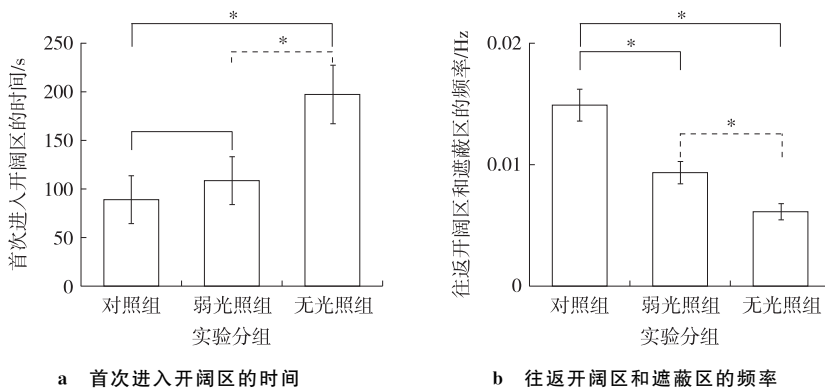 *
*
250
200
150
100
50
0
首次进入开阔区的时间/s
对照组
弱光照组
无光照组
实验分组
a 首次进入开阔区的时间
*
*
*
0.02
0.01
0
往返开阔区和遮蔽区的频率/Hz
对照组
弱光照组
无光照组
实验分组
b 往返开阔区和遮蔽区的频率